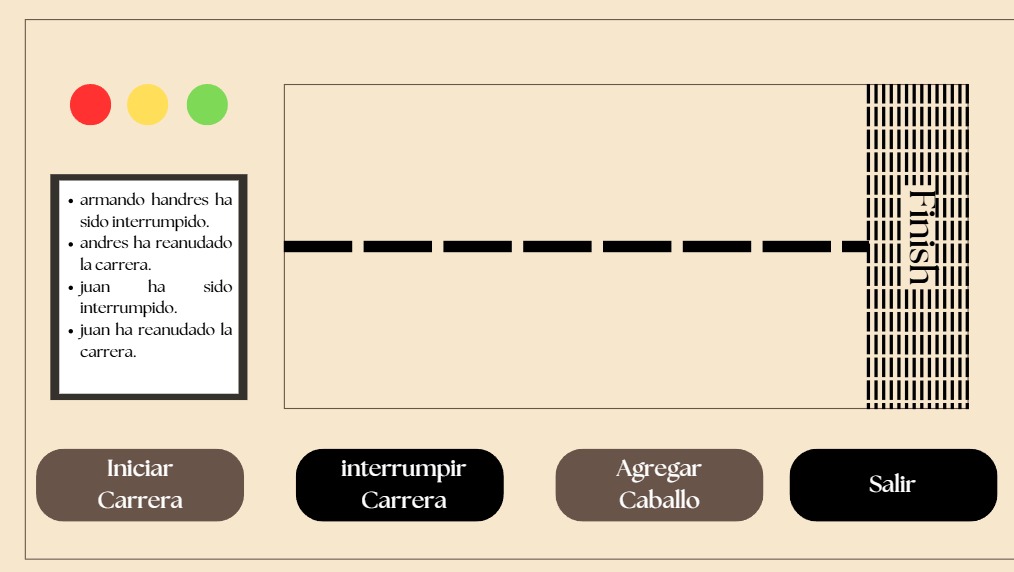 armando handres ha
sido interrumpido.
andres ha reanudado
la carrera.
juan ha sido
interrumpido.
juan ha reanudado la
carrera.
Finish
Iniciar
Carrera
interrumpir
Carrera
Agregar
Caballo
Salir